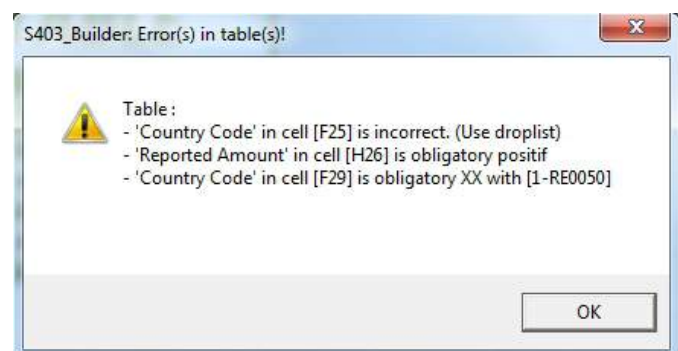 S403_Builder: Error(s) in table(s)!
Table :
- 'Country Code' in cell [F25] is incorrect. (Use droplist)
- 'Reported Amount' in cell [H26] is obligatory positif
- 'Country Code' in cell [F29] is obligatory XX with [1-RE0050]
OK